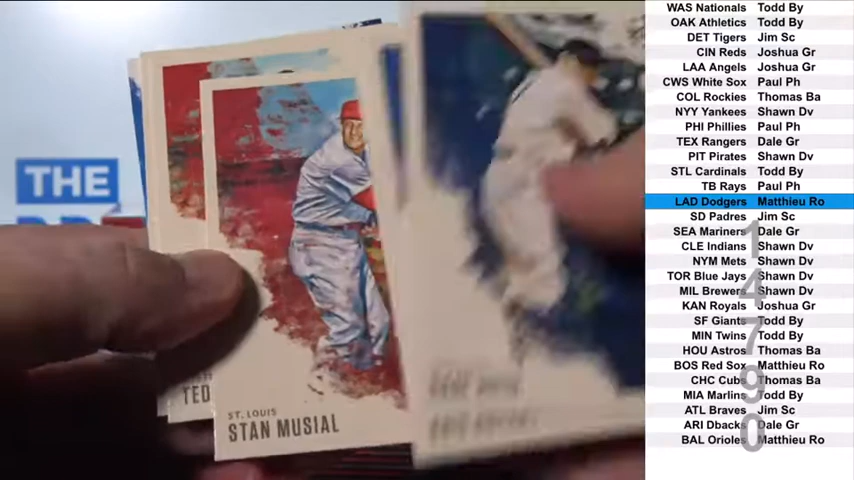 THE
TED
ST. LOUIS
STAN MUSIAL
WAS Nationals Todd By
OAK Athletics Todd By
DET Tigers Jim Sc
CIN Reds Joshua Gr
LAA Angels Joshua Gr
CWS White Sox Paul Ph
COL Rockies Thomas Ba
NYY Yankees Shawn Dv
PHI Phillies Paul Ph
TEX Rangers Dale Gr
PIT Pirates Shawn Dv
STL Cardinals Todd By
TB Rays Paul Ph
LAD Dodgers Matthieu Ro
SD Padres Jim Sc
SEA Mariners Dale Gr
CLE Indians Shawn Dv
NYM Mets Shawn Dv
TOR Blue Jays Shawn Dv
MIL Brewers Shawn Dv
KAN Royals Joshua Gr
SF Giants Todd By
MIN Twins Todd By
HOU Astros Thomas Ba
BOS Red Sox Matthieu Ro
CHC Cubs Thomas Ba
MIA Marlins Todd By
ATL Braves Jim Sc
ARI Dbacks Dale Gr
BAL Orioles Matthieu Ro
1
4
7
9
0